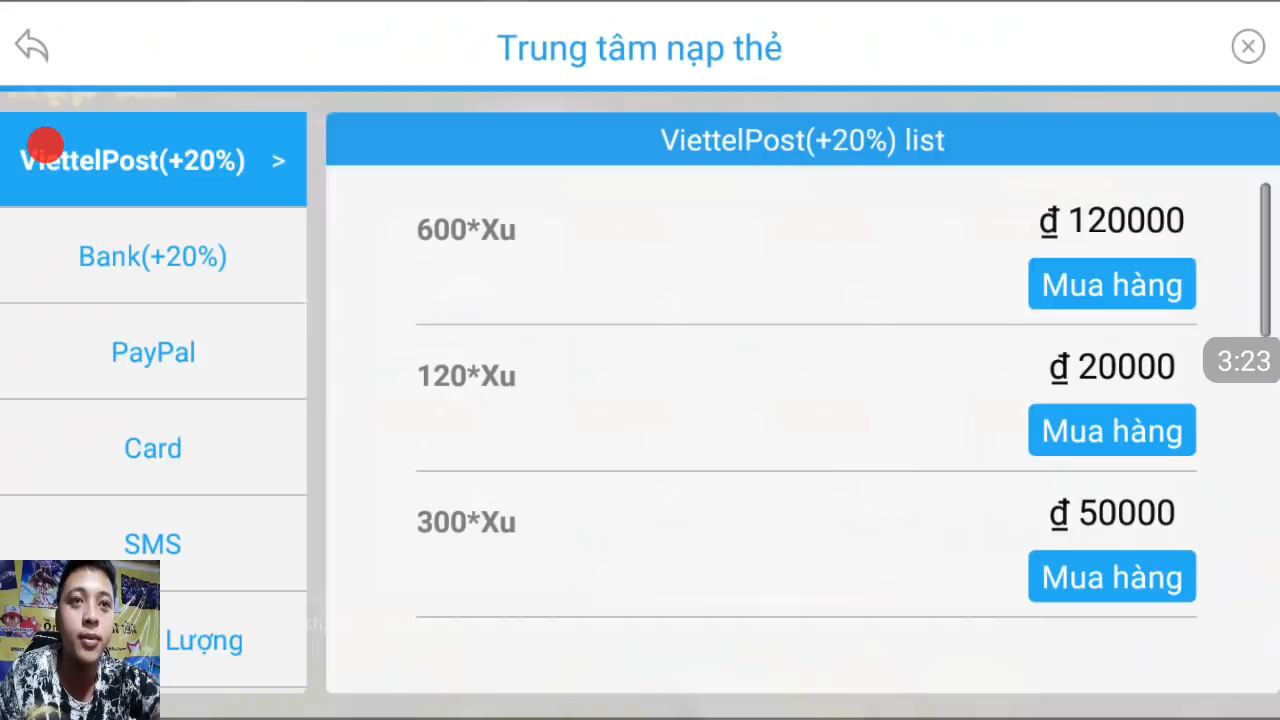 Trung tâm nạp thẻ
ViettelPost(+20%) >
Bank(+20%)
PayPal
Card
SMS
Lượng
ViettelPost(+20%) list
600*Xu
₫ 120000
Mua hàng
120*Xu
₫ 20000
Mua hàng
300*Xu
₫ 50000
Mua hàng
3:23